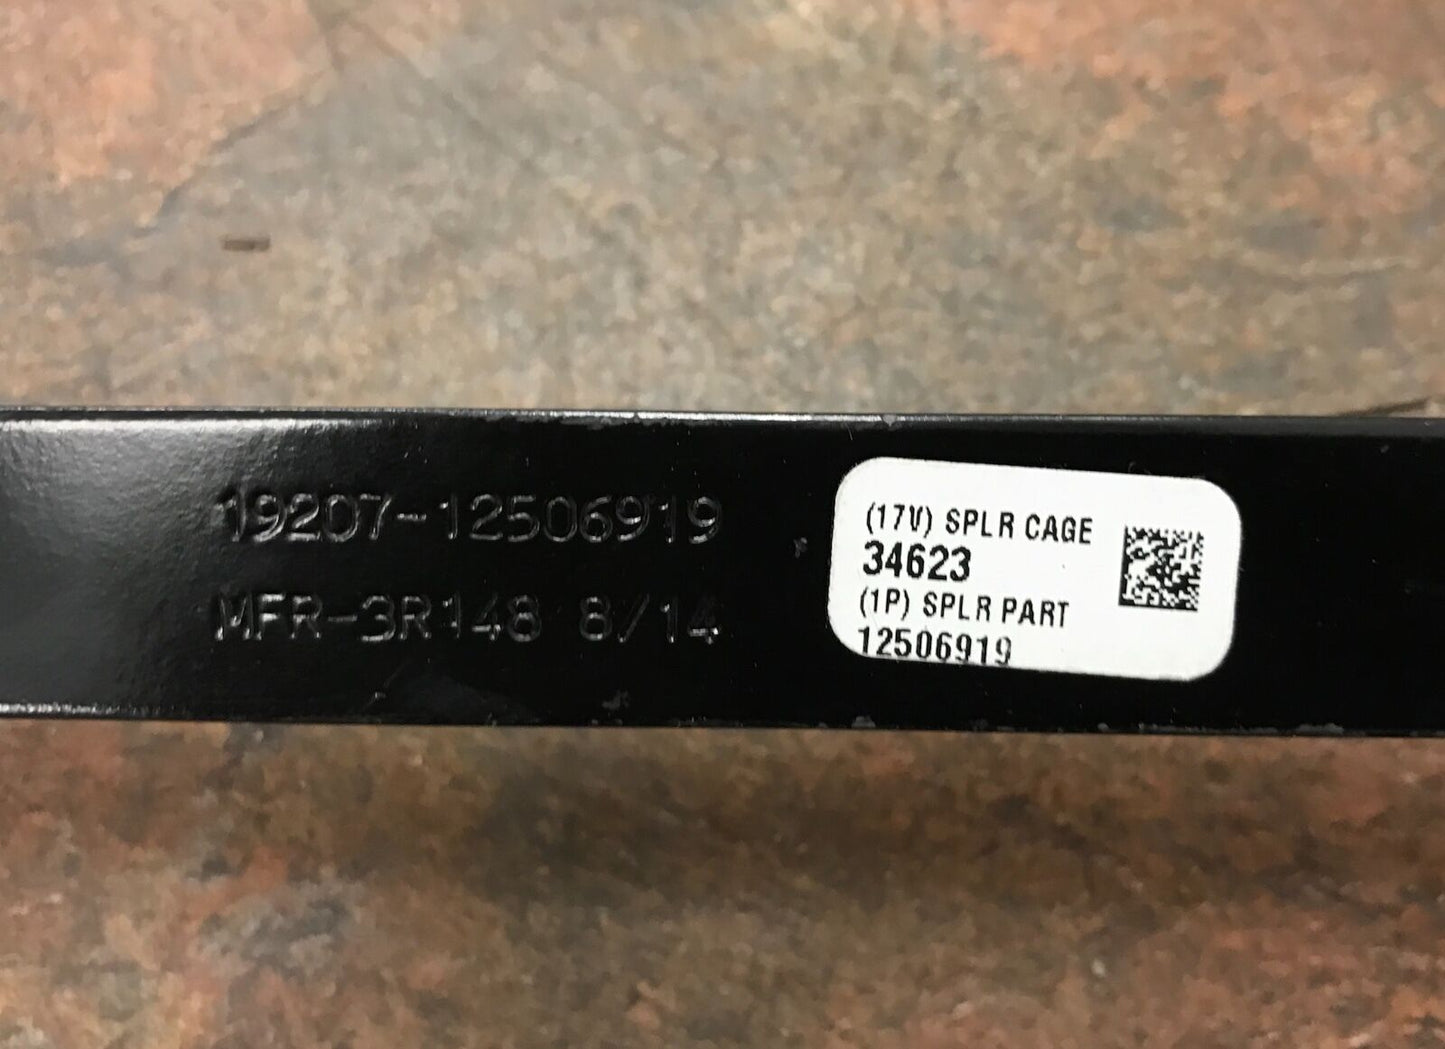 19207-12506919
MFR-3R148 8/14
(17V) SPLR CAGE
34623
(1P) SPLR PART
12506919